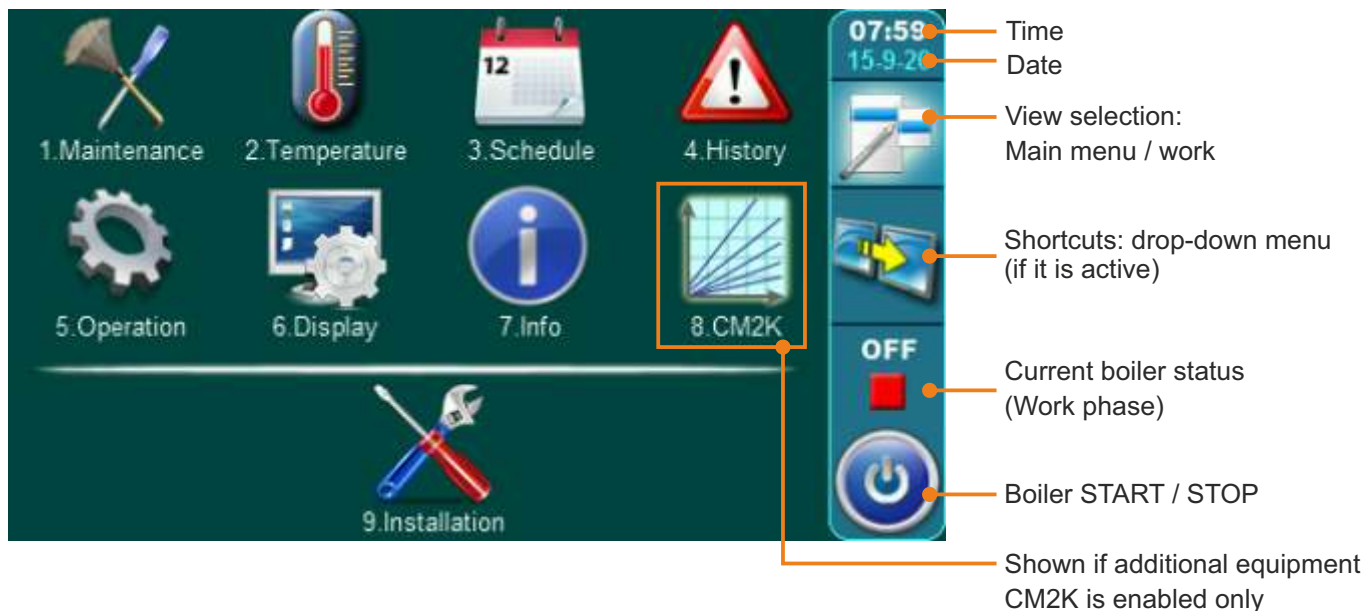 07:59
15-9-20
12
1.Maintenance
2.Temperature
3.Schedule
4.History
5.Operation
6.Display
7.Info
8.CM2K
OFF
9.Installation
Time
Date
View selection:
Main menu / work
Shortcuts: drop-down menu
(if it is active)
Current boiler status
(Work phase)
Boiler START / STOP
Shown if additional equipment
CM2K is enabled only